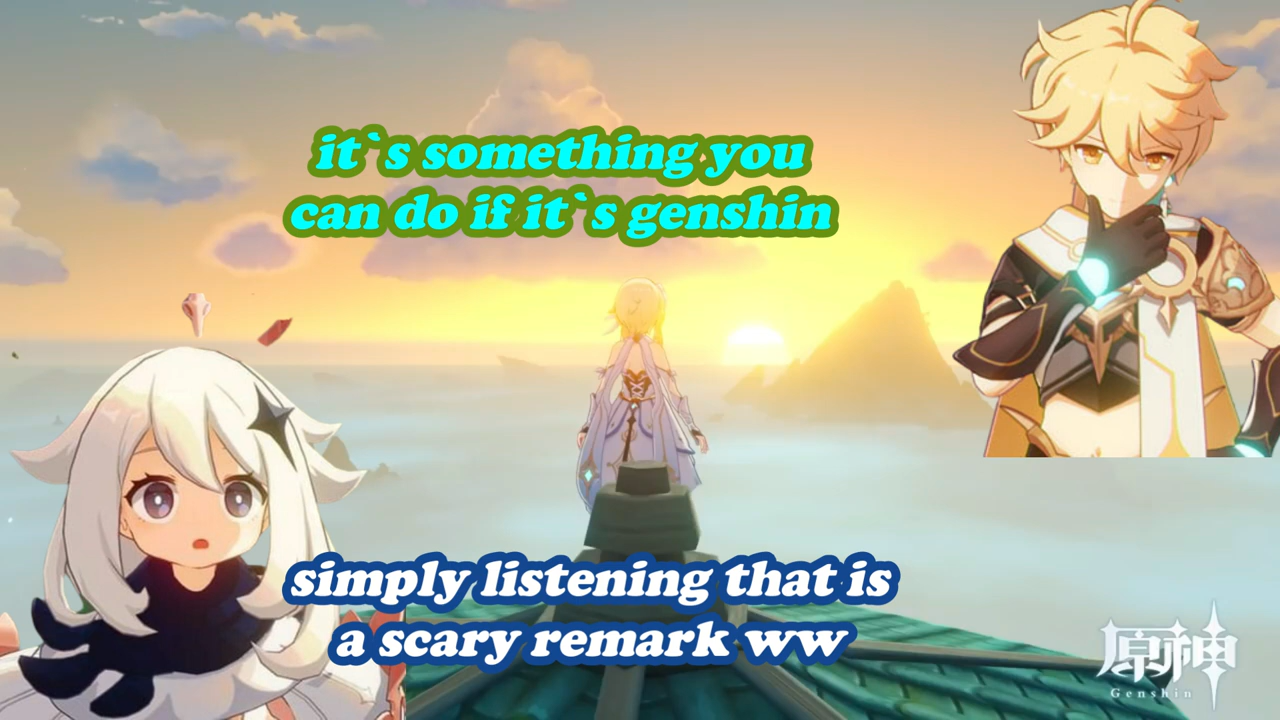 it`s something you
can do if it`s genshin
simply listening that is
a scary remark ww
原神
Genshin